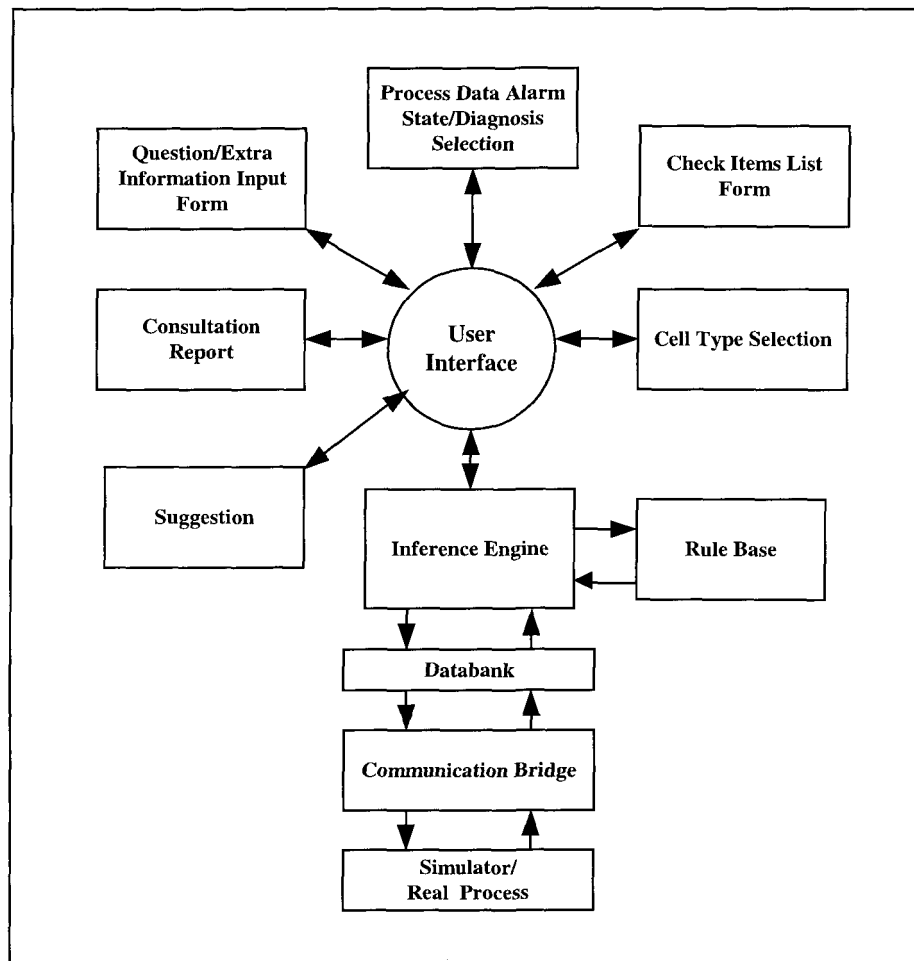 Process Data Alarm
State/Diagnosis
Selection
Question/Extra
Information Input
Form
Check Items List
Form
Consultation
Report
User
Interface
Cell Type Selection
Suggestion
Inference Engine
Rule Base
Databank
Communication Bridge
Simulator/
Real Process